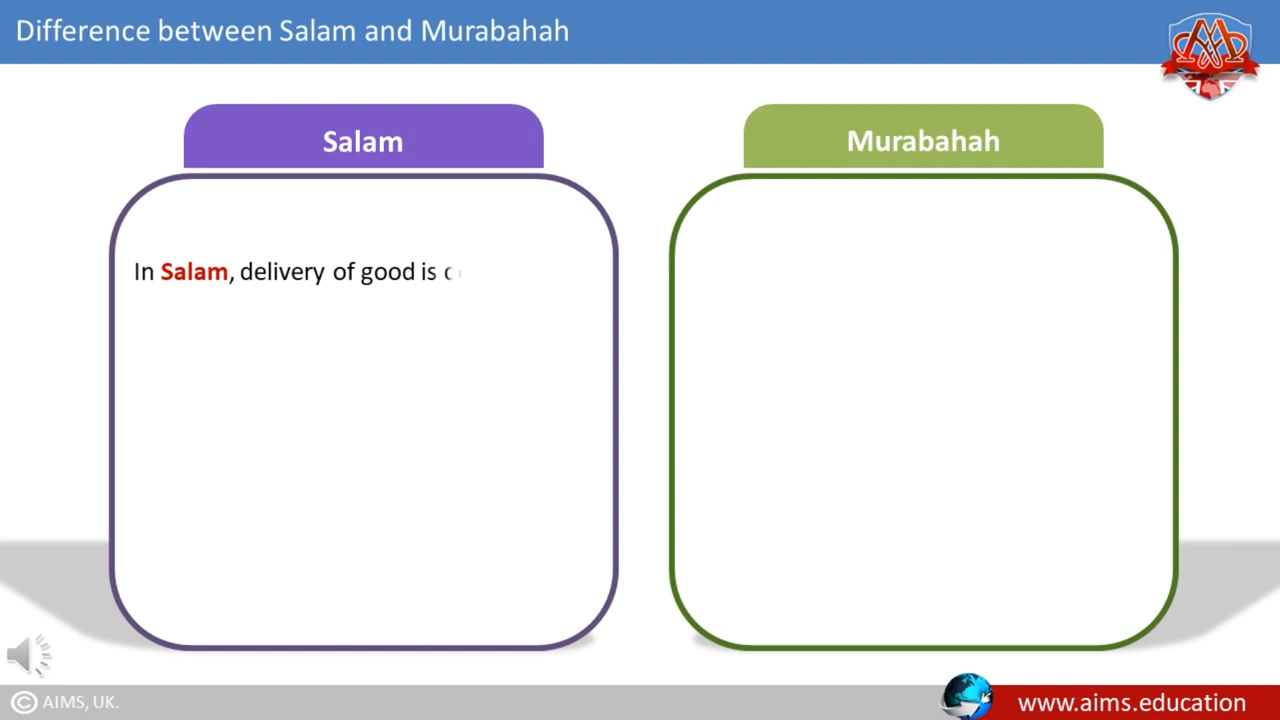 Difference between Salam and Murabahah
Salam
Murabahah
In Salam, delivery of good is
© AIMS, UK.
www.aims.education